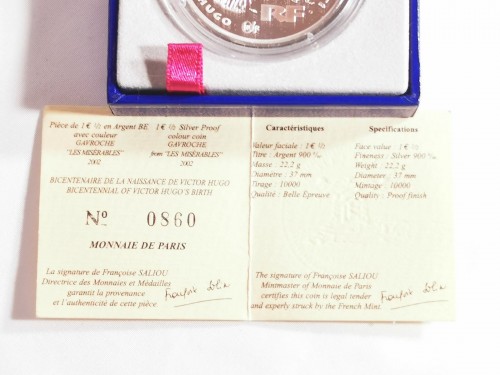 HUGO RF
Pièce de 1 € ½ en Argent BE
avec couleur
GAVROCHE
"LES MISÉRABLES"
2002
1 € ½ Silver Proof
colour coin
GAVROCHE
from "LES MISÉRABLES"
2002
BICENTENAIRE DE LA NAISSANCE DE VICTOR HUGO
BICENTENNIAL OF VICTOR HUGO'S BIRTH
Nº 0860
MONNAIE DE PARIS
La signature de Françoise SALIOU
Directrice des Monnaies et Médailles
garantit la provenance
et l'authenticité de cette pièce
Caractéristiques
Valeur faciale : 1 € ½
Titre : Argent 900 ‰
Masse : 22,2 g
Diamètre : 37 mm
Tirage : 10000
Qualité : Belle Epreuve
Specifications
Face value : 1 € ½
Fineness : Silver 900 ‰
Weight : 22,2 g
Diameter : 37 mm
Mintage : 10000
Quality : Proof finish
The signature of Françoise SALIOU
Mintmaster of Monnaie de Paris
certifies this coin is legal tender
and experly struck by the French Mint.